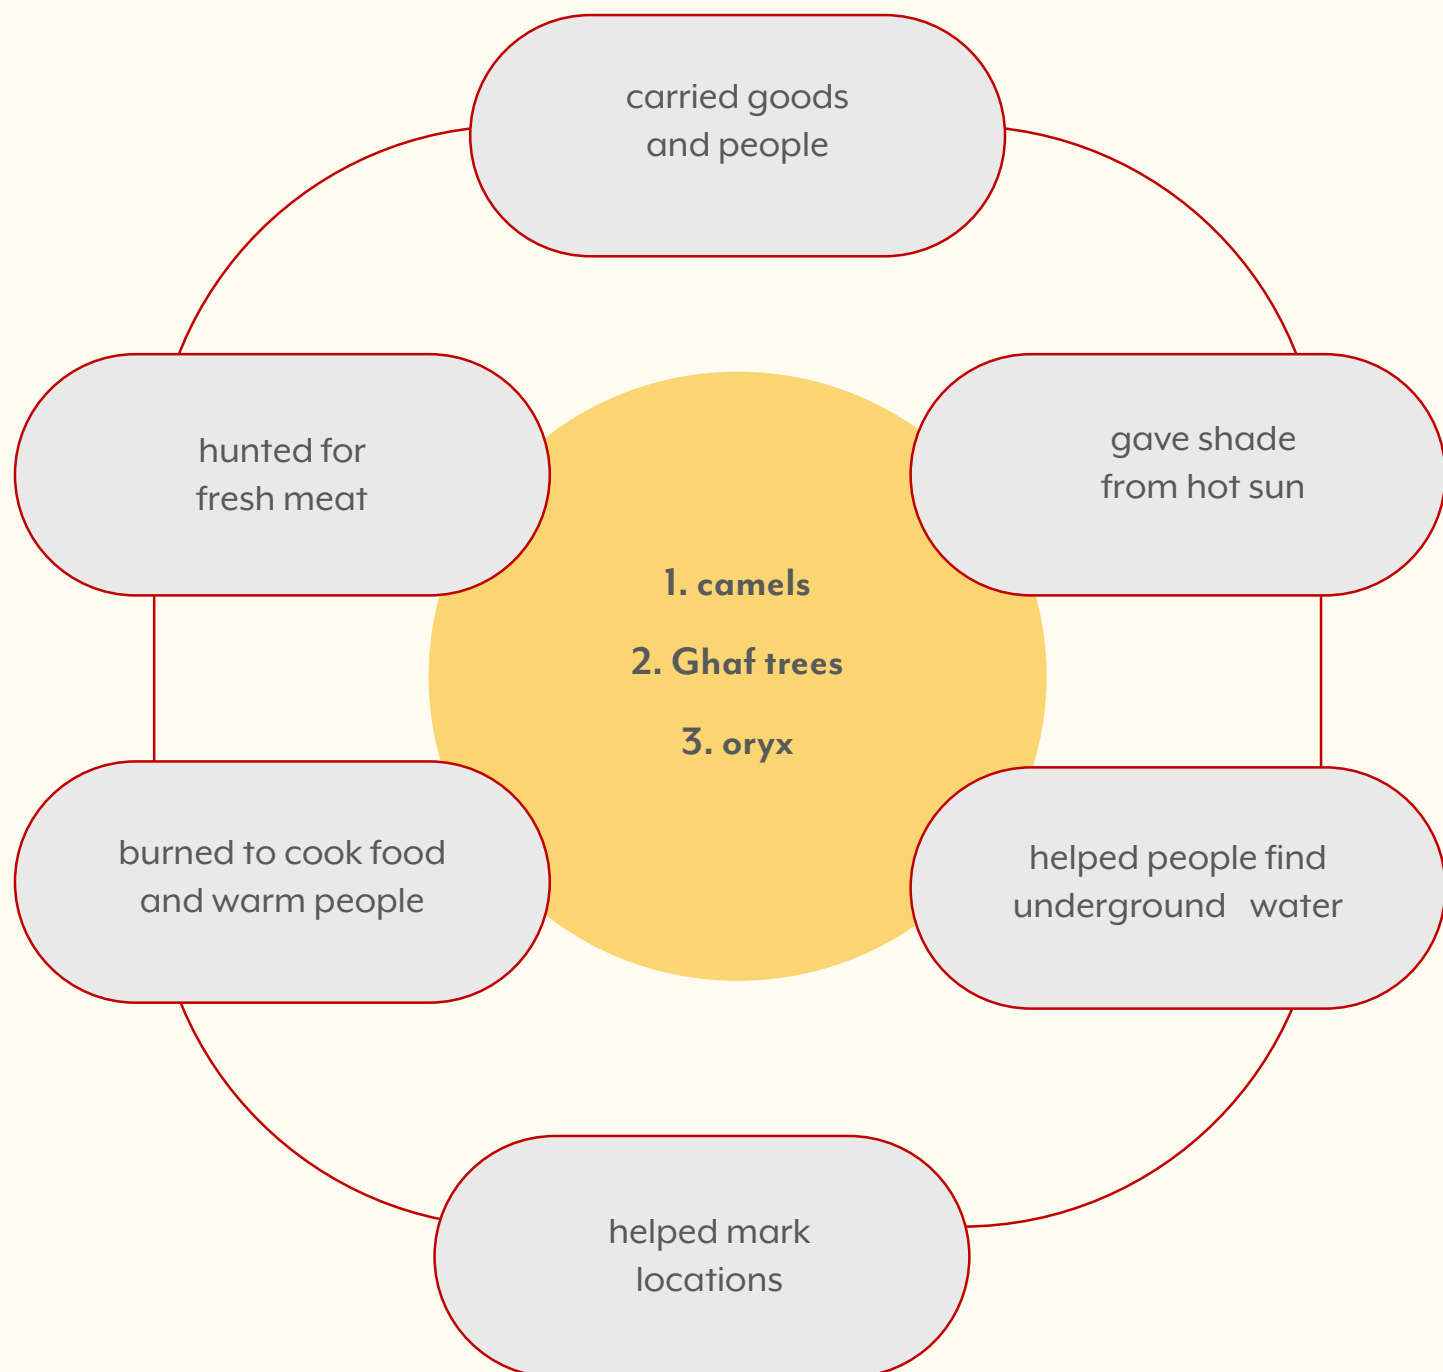 carried goods
and people
hunted for
fresh meat
gave shade
from hot sun
1. camels
2. Ghaf trees
3. oryx
burned to cook food
and warm people
helped people find
underground water
helped mark
locations